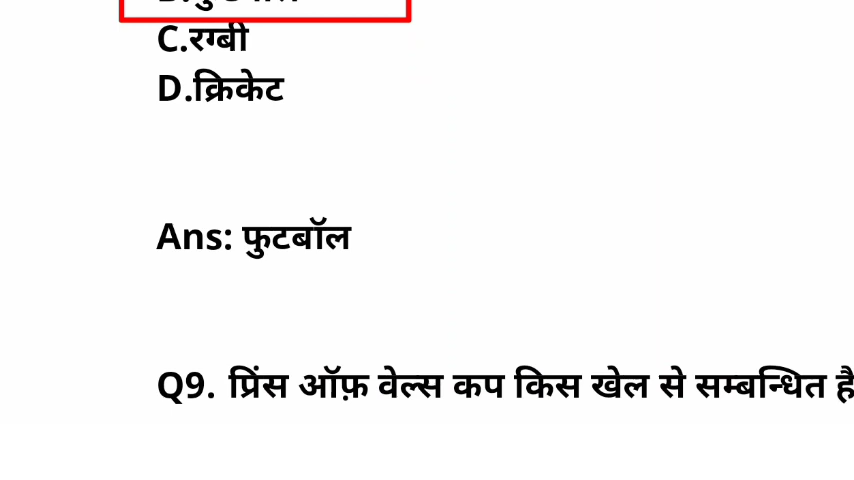 C.रग्बी
D.क्रिकेट
Ans: फुटबॉल
Q9. प्रिंस ऑफ़ वेल्स कप किस खेल से सम्बन्धित है